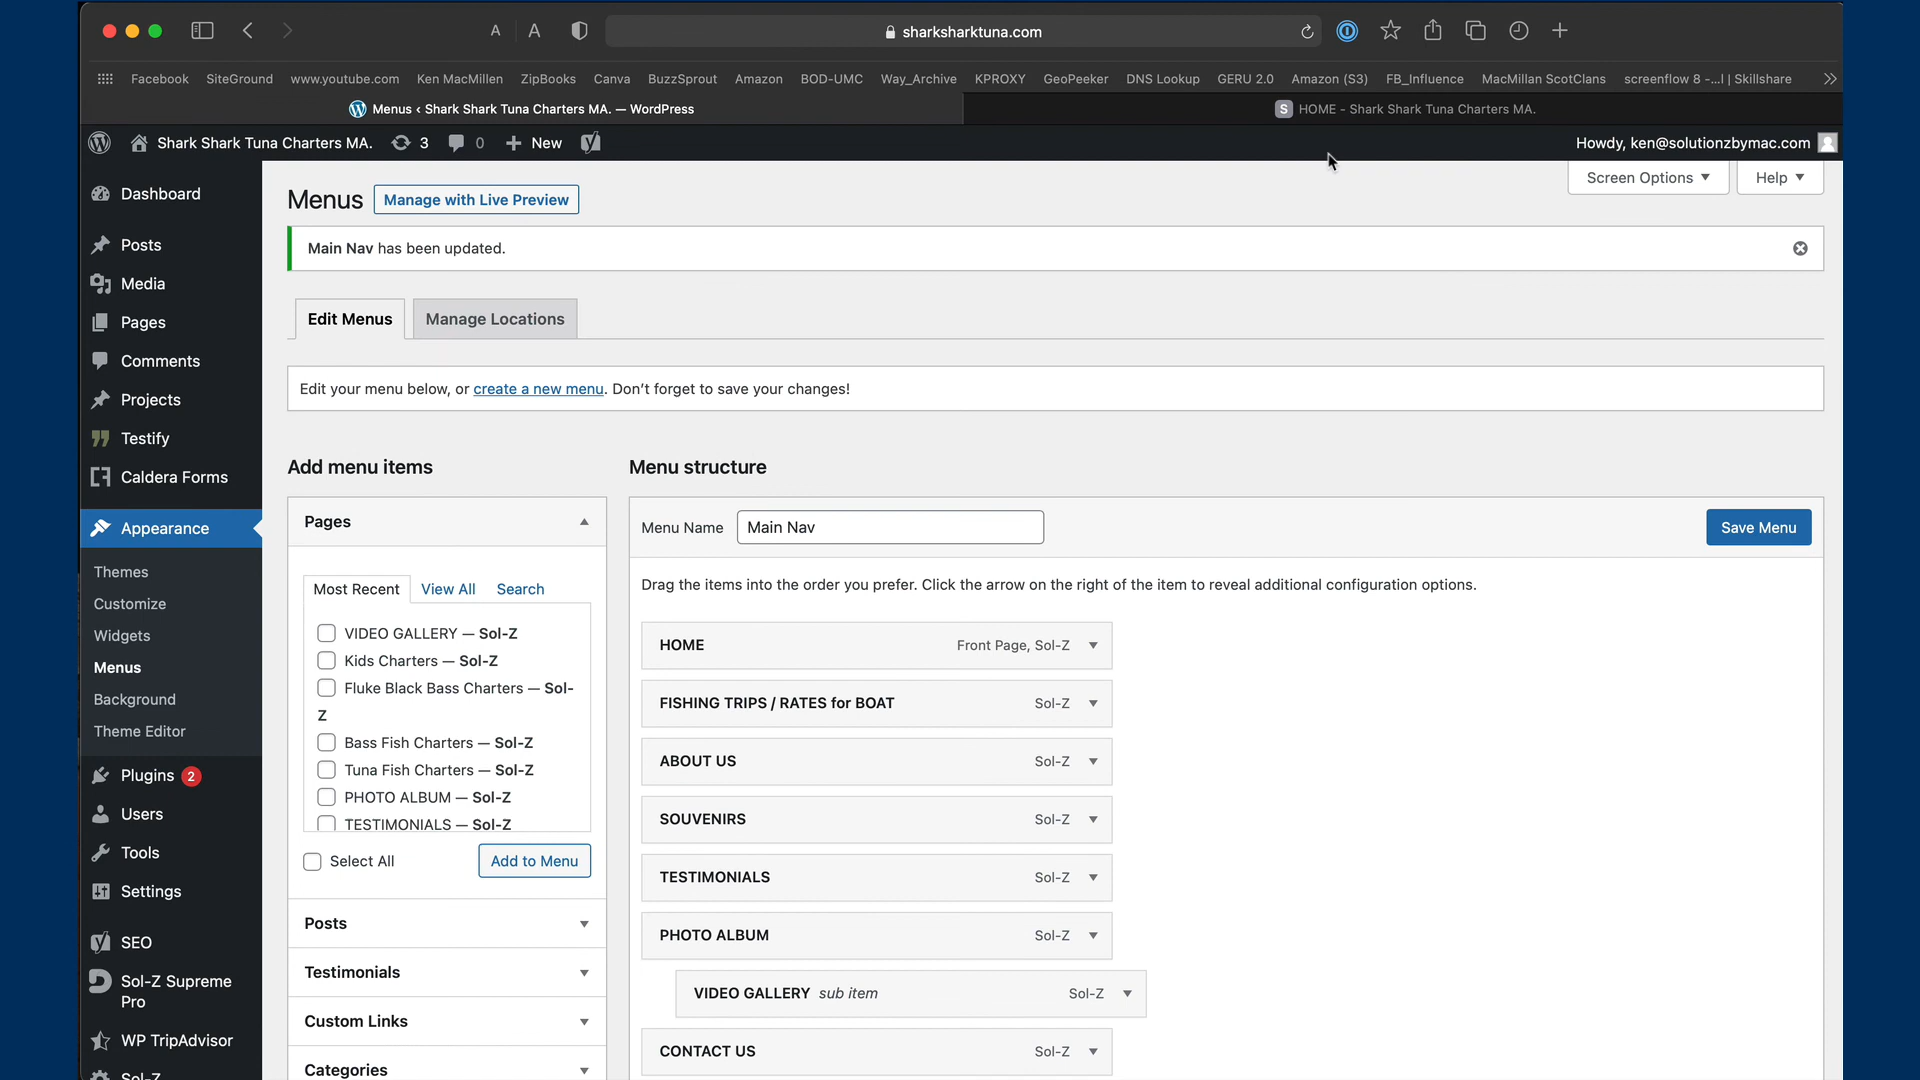 A A sharksharktuna.com
Facebook SiteGround www.youtube.com Ken MacMillen ZipBooks Canva BuzzSprout Amazon BOD-UMC Way_Archive KPROXY GeoPeeker DNS Lookup GERU 2.0 Amazon (S3) FB_Influence MacMillan ScotClans screenflow 8 -...l | Skillshare
Menus < Shark Shark Tuna Charters MA. — WordPress
S HOME - Shark Shark Tuna Charters MA.
Shark Shark Tuna Charters MA. 3 0 + New Howdy, ken@solutionzbymac.com
Screen Options Help
Dashboard
Posts
Media
Pages
Comments
Projects
Testify
Caldera Forms
Appearance
Themes
Customize
Widgets
Menus
Background
Theme Editor
Plugins 2
Users
Tools
Settings
SEO
Sol-Z Supreme
Pro
WP TripAdvisor
Sol-Z
Menus Manage with Live Preview
Main Nav has been updated.
Edit Menus Manage Locations
Edit your menu below, or create a new menu. Don’t forget to save your changes!
Add menu items
Pages
Most Recent View All Search
VIDEO GALLERY — Sol-Z
Kids Charters — Sol-Z
Fluke Black Bass Charters — Sol-
Z
Bass Fish Charters — Sol-Z
Tuna Fish Charters — Sol-Z
PHOTO ALBUM — Sol-Z
TESTIMONIALS — Sol-Z
Select All Add to Menu
Posts
Testimonials
Custom Links
Categories
Menu structure
Menu Name Main Nav Save Menu
Drag the items into the order you prefer. Click the arrow on the right of the item to reveal additional configuration options.
HOME Front Page, Sol-Z
FISHING TRIPS / RATES for BOAT Sol-Z
ABOUT US Sol-Z
SOUVENIRS Sol-Z
TESTIMONIALS Sol-Z
PHOTO ALBUM Sol-Z
VIDEO GALLERY sub item Sol-Z
CONTACT US Sol-Z